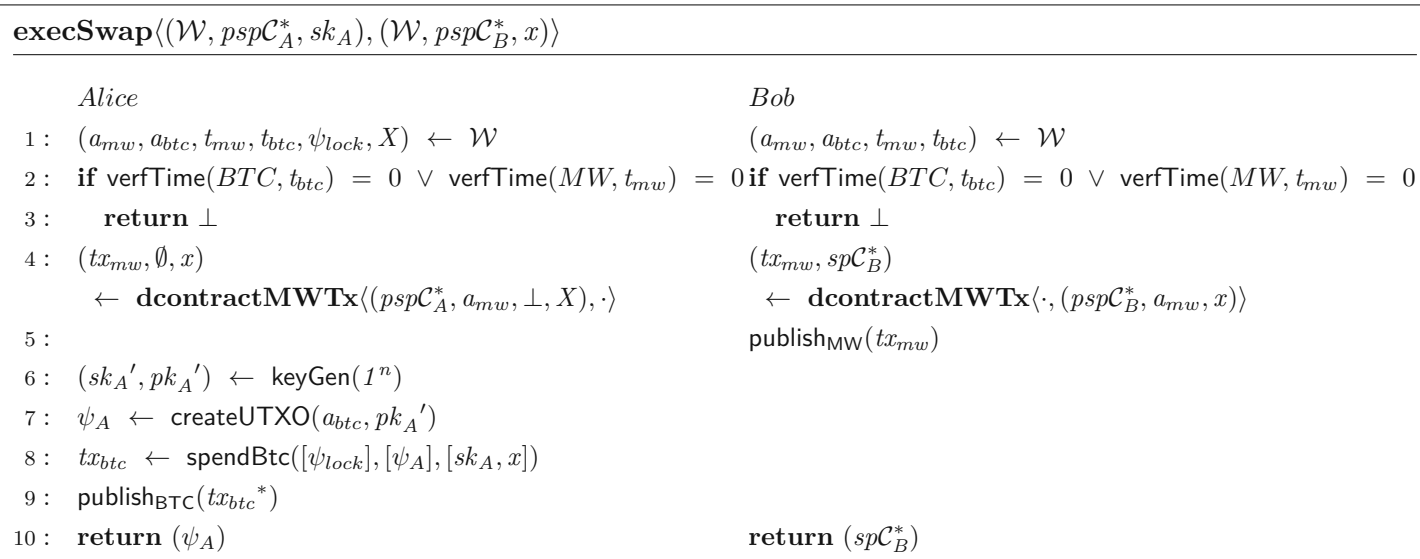 execSwap⟨(𝒲, psp𝒞*_A, sk_A), (𝒲, psp𝒞*_B, x)⟩
Alice Bob
1 : (a_mw, a_btc, t_mw, t_btc, ψ_lock, X) ← 𝒲 (a_mw, a_btc, t_mw, t_btc) ← 𝒲
2 : if verfTime(BTC, t_btc) = 0 ∨ verfTime(MW, t_mw) = 0 if verfTime(BTC, t_btc) = 0 ∨ verfTime(MW, t_mw) = 0
3 : return ⊥ return ⊥
4 : (tx_mw, ∅, x) (tx_mw, sp𝒞*_B)
← dcontractMWTx⟨(psp𝒞*_A, a_mw, ⊥, X), ·⟩ ← dcontractMWTx⟨·, (psp𝒞*_B, a_mw, x)⟩
5 : publish_MW(tx_mw)
6 : (sk_A′, pk_A′) ← keyGen(1^n)
7 : ψ_A ← createUTXO(a_btc, pk_A′)
8 : tx_btc ← spendBtc([ψ_lock], [ψ_A], [sk_A, x])
9 : publish_BTC(tx_btc*)
10 : return (ψ_A) return (sp𝒞*_B)